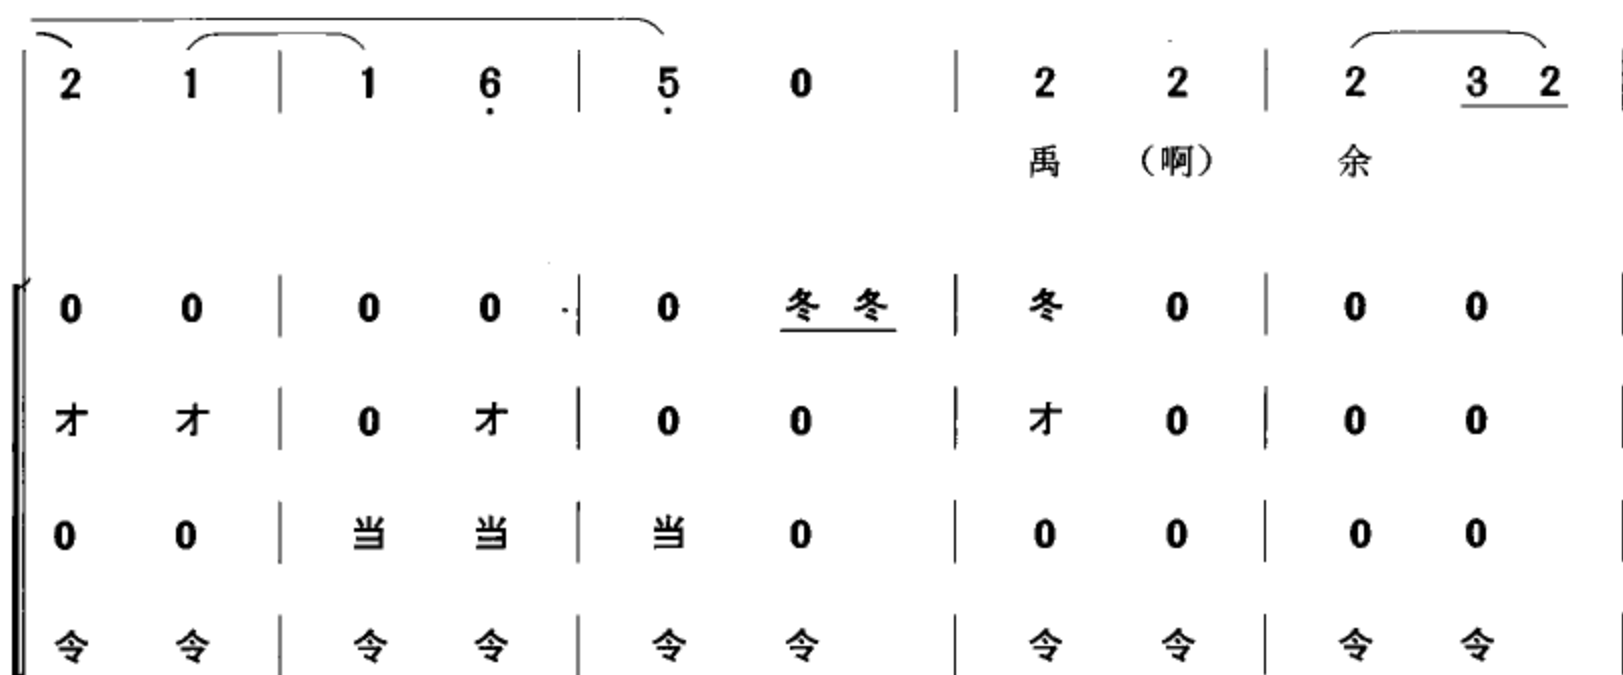 2 1 | 1 6 | 5 0 | 2 2 | 2 3 2 |
禹 （啊） 余
0 0 | 0 0 | 0 冬 冬 | 冬 0 | 0 0
才 才 | 0 才 | 0 0 | 才 0 | 0 0
0 0 | 当 当 | 当 0 | 0 0 | 0 0
令 令 | 令 令 | 令 令 | 令 令 | 令 令